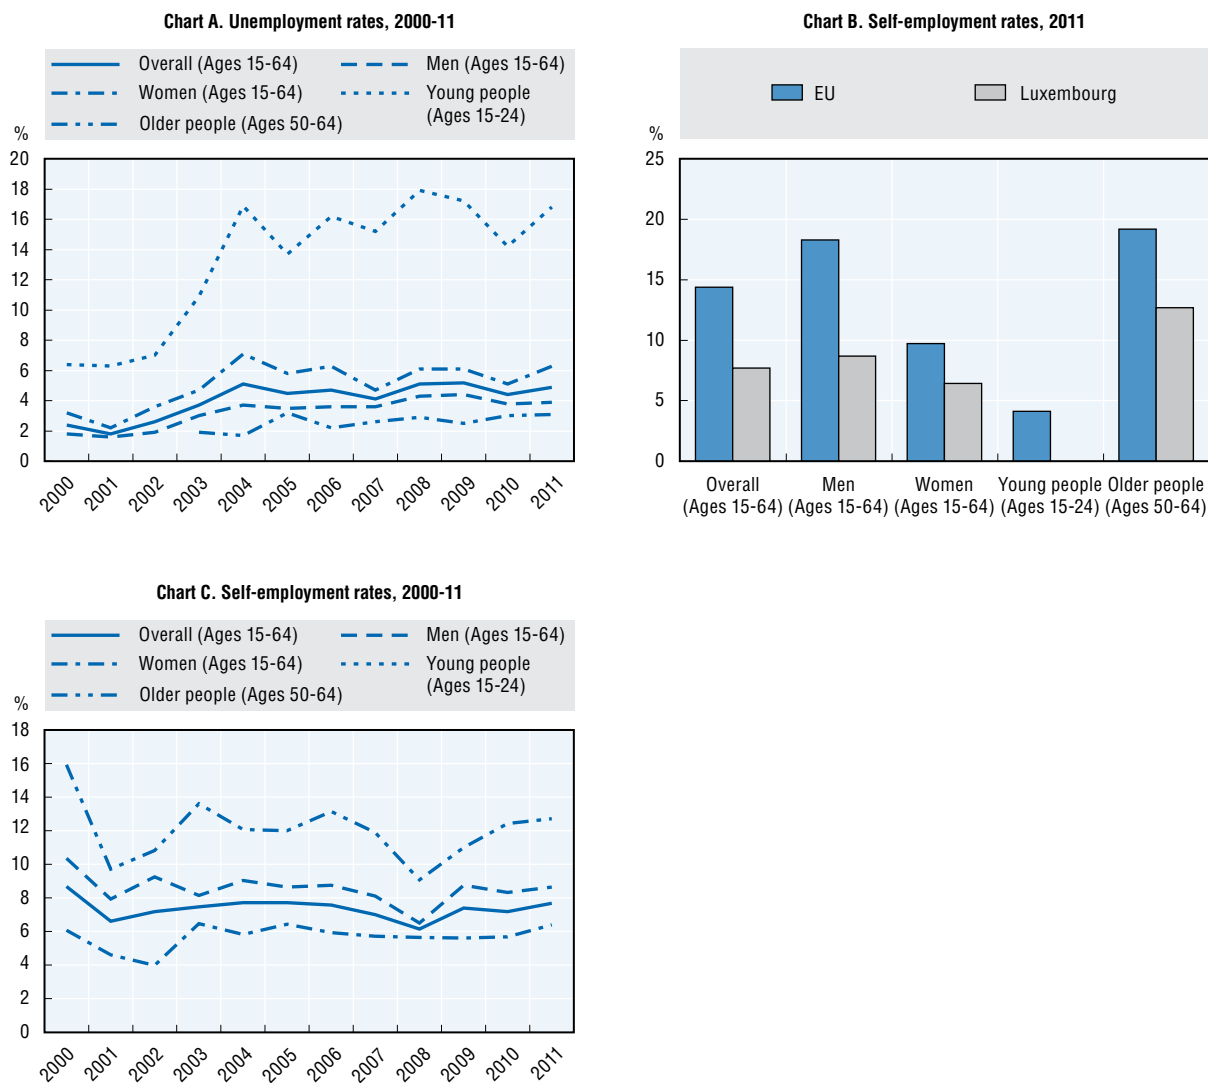 Chart A. Unemployment rates, 2000-11
Overall (Ages 15-64)
Men (Ages 15-64)
Women (Ages 15-64)
Young people
(Ages 15-24)
Older people (Ages 50-64)
%
20
18
16
14
12
10
8
6
4
2
0
2000
2001
2002
2003
2004
2005
2006
2007
2008
2009
2010
2011
Chart B. Self-employment rates, 2011
EU
Luxembourg
%
25
20
15
10
5
0
Overall
(Ages 15-64)
Men
(Ages 15-64)
Women
(Ages 15-64)
Young people
(Ages 15-24)
Older people
(Ages 50-64)
Chart C. Self-employment rates, 2000-11
Overall (Ages 15-64)
Men (Ages 15-64)
Women (Ages 15-64)
Young people
(Ages 15-24)
Older people (Ages 50-64)
%
18
16
14
12
10
8
6
4
2
0
2000
2001
2002
2003
2004
2005
2006
2007
2008
2009
2010
2011